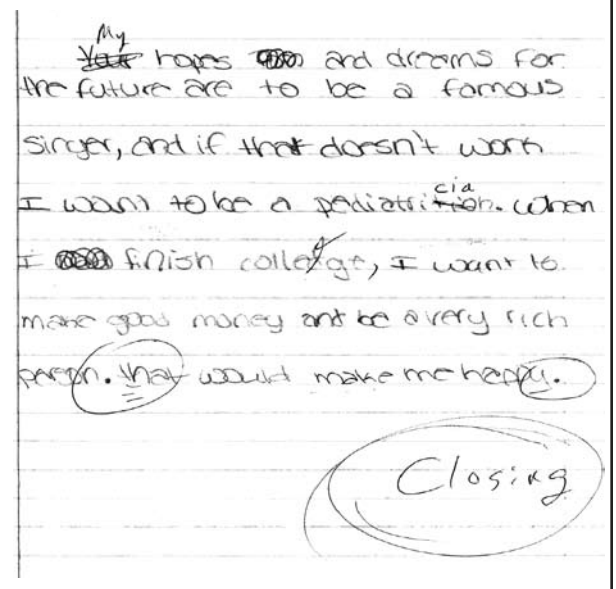 My
hopes and dreams for
the future are to be a famous
singer, and if that doesn't work
I want to be a pediatrician. when
I finish college, I want to
make good money and be a very rich
person. that would make me happy.
Closing